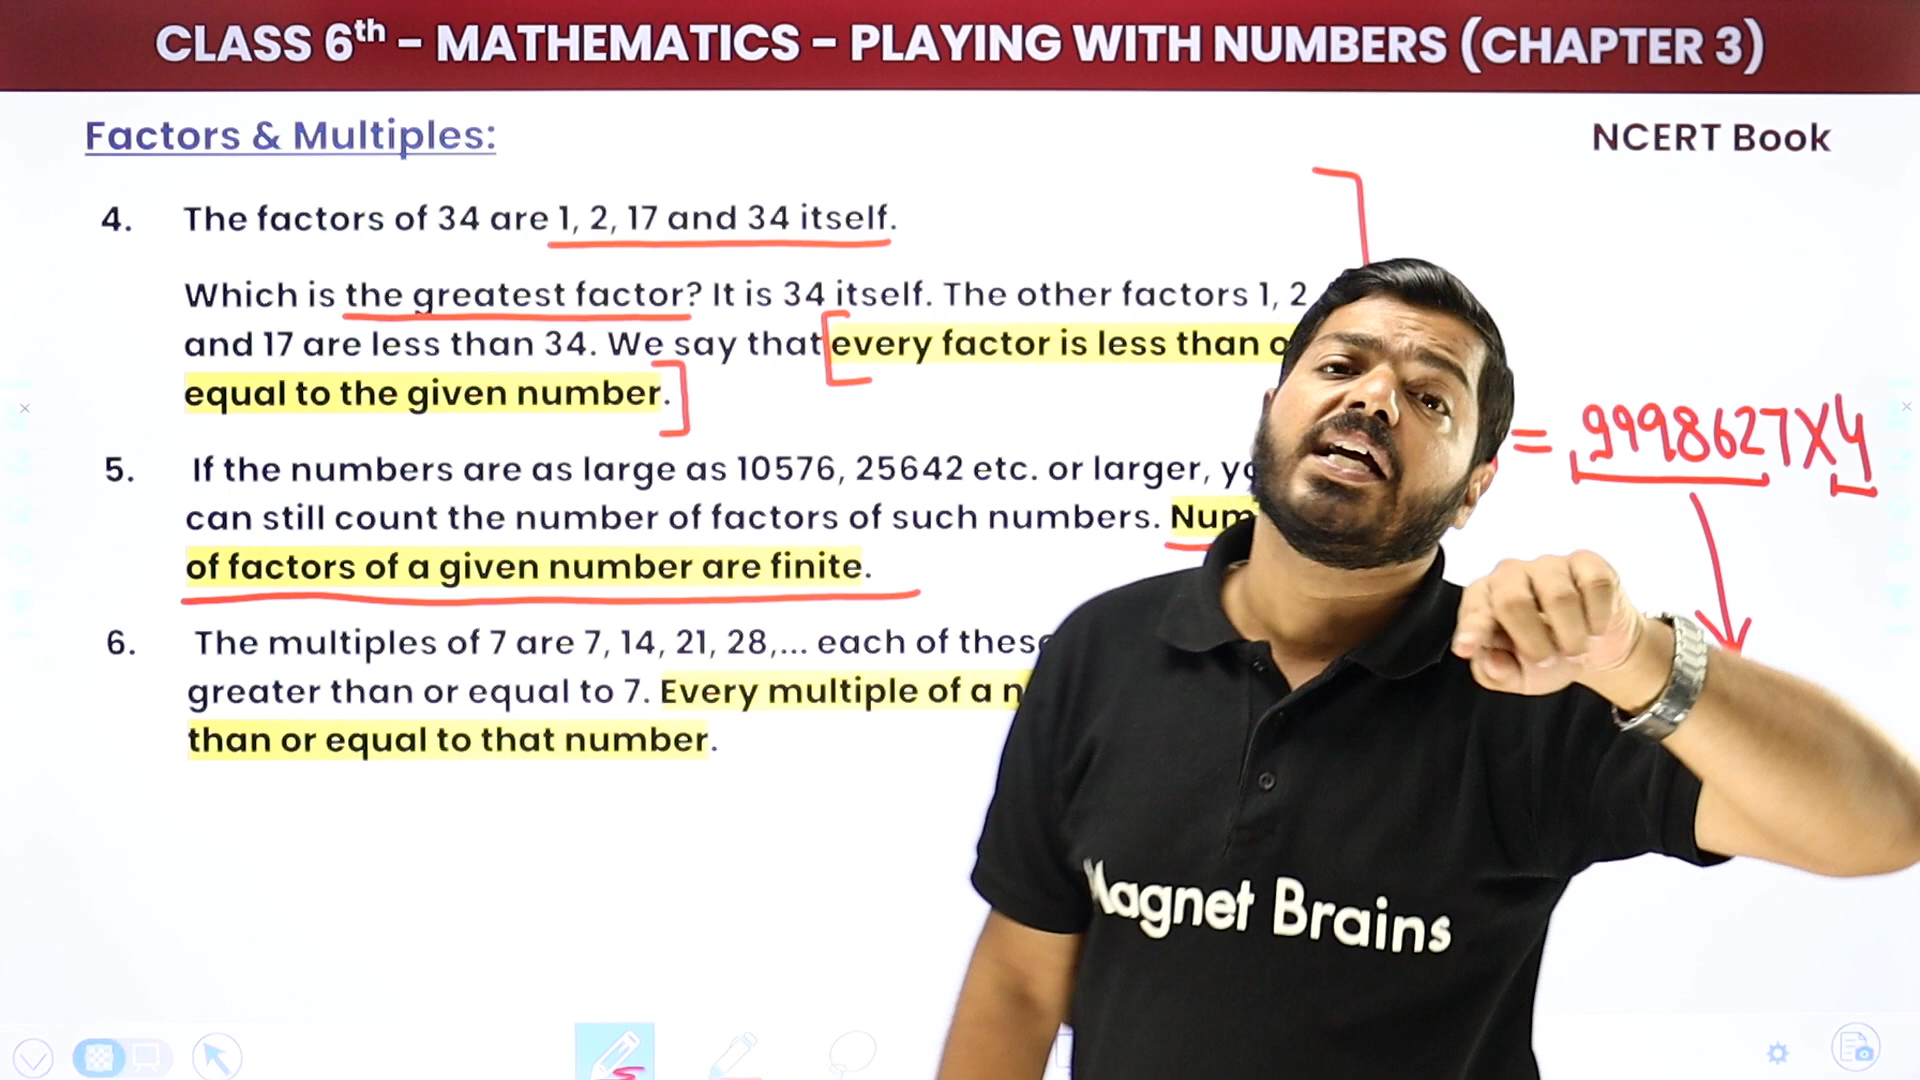 CLASS 6th - MATHEMATICS - PLAYING WITH NUMBERS (CHAPTER 3)
Factors & Multiples:
NCERT Book
4. The factors of 34 are 1, 2, 17 and 34 itself.
Which is the greatest factor? It is 34 itself. The other factors 1, 2
and 17 are less than 34. We say that every factor is less than
equal to the given number.
= 9998627×4
5. If the numbers are as large as 10576, 25642 etc. or larger,
can still count the number of factors of such numbers.
of factors of a given number are finite.
6. The multiples of 7 are 7, 14, 21, 28,... each of
greater than or equal to 7. Every multiple of a
than or equal to that number.
Magnet Brains